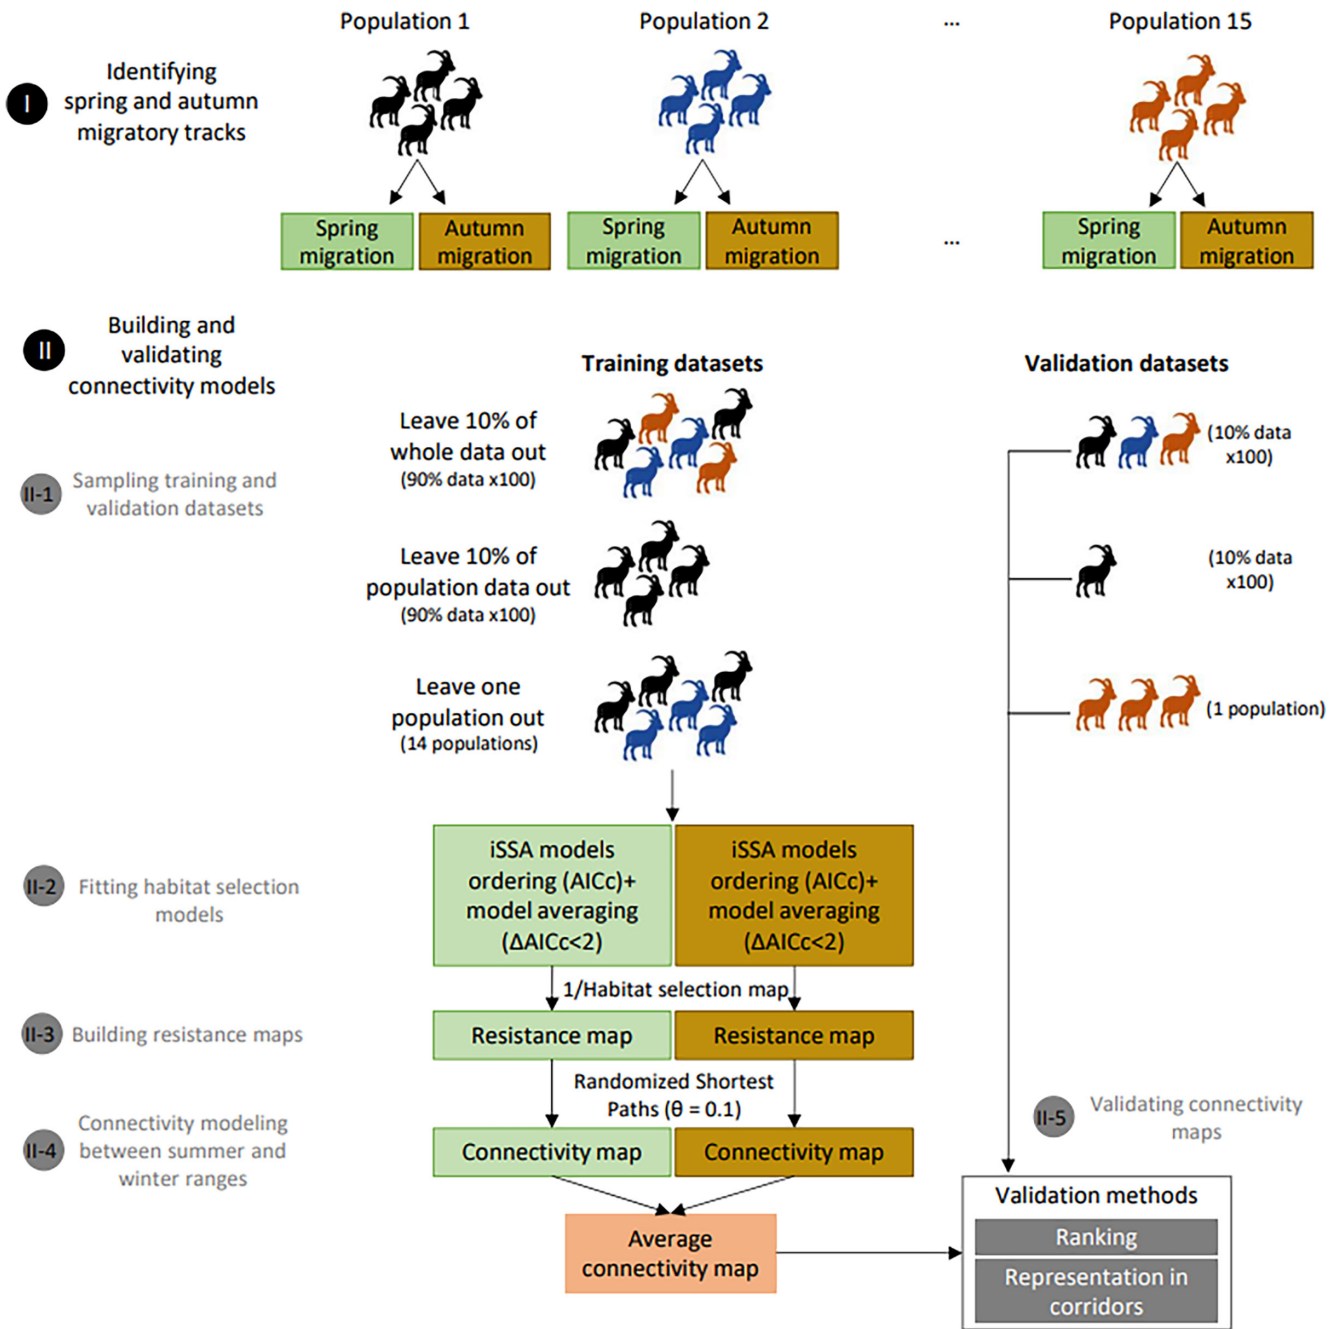 Population 1
Population 2
...
Population 15
I
Identifying
spring and autumn
migratory tracks
Spring
migration
Autumn
migration
Spring
migration
Autumn
migration
...
Spring
migration
Autumn
migration
II
Building and
validating
connectivity models
Training datasets
Validation datasets
II-1
Sampling training and
validation datasets
Leave 10% of
whole data out
(90% data x100)
(10% data
x100)
Leave 10% of
population data out
(90% data x100)
(10% data
x100)
Leave one
population out
(14 populations)
(1 population)
II-2
Fitting habitat selection
models
iSSA models
ordering (AICc)+
model averaging
(ΔAICc<2)
iSSA models
ordering (AICc)+
model averaging
(ΔAICc<2)
1/Habitat selection map
II-3
Building resistance maps
Resistance map
Resistance map
Randomized Shortest
Paths (θ = 0.1)
II-4
Connectivity modeling
between summer and
winter ranges
Connectivity map
Connectivity map
Average
connectivity map
II-5
Validating connectivity
maps
Validation methods
Ranking
Representation in
corridors